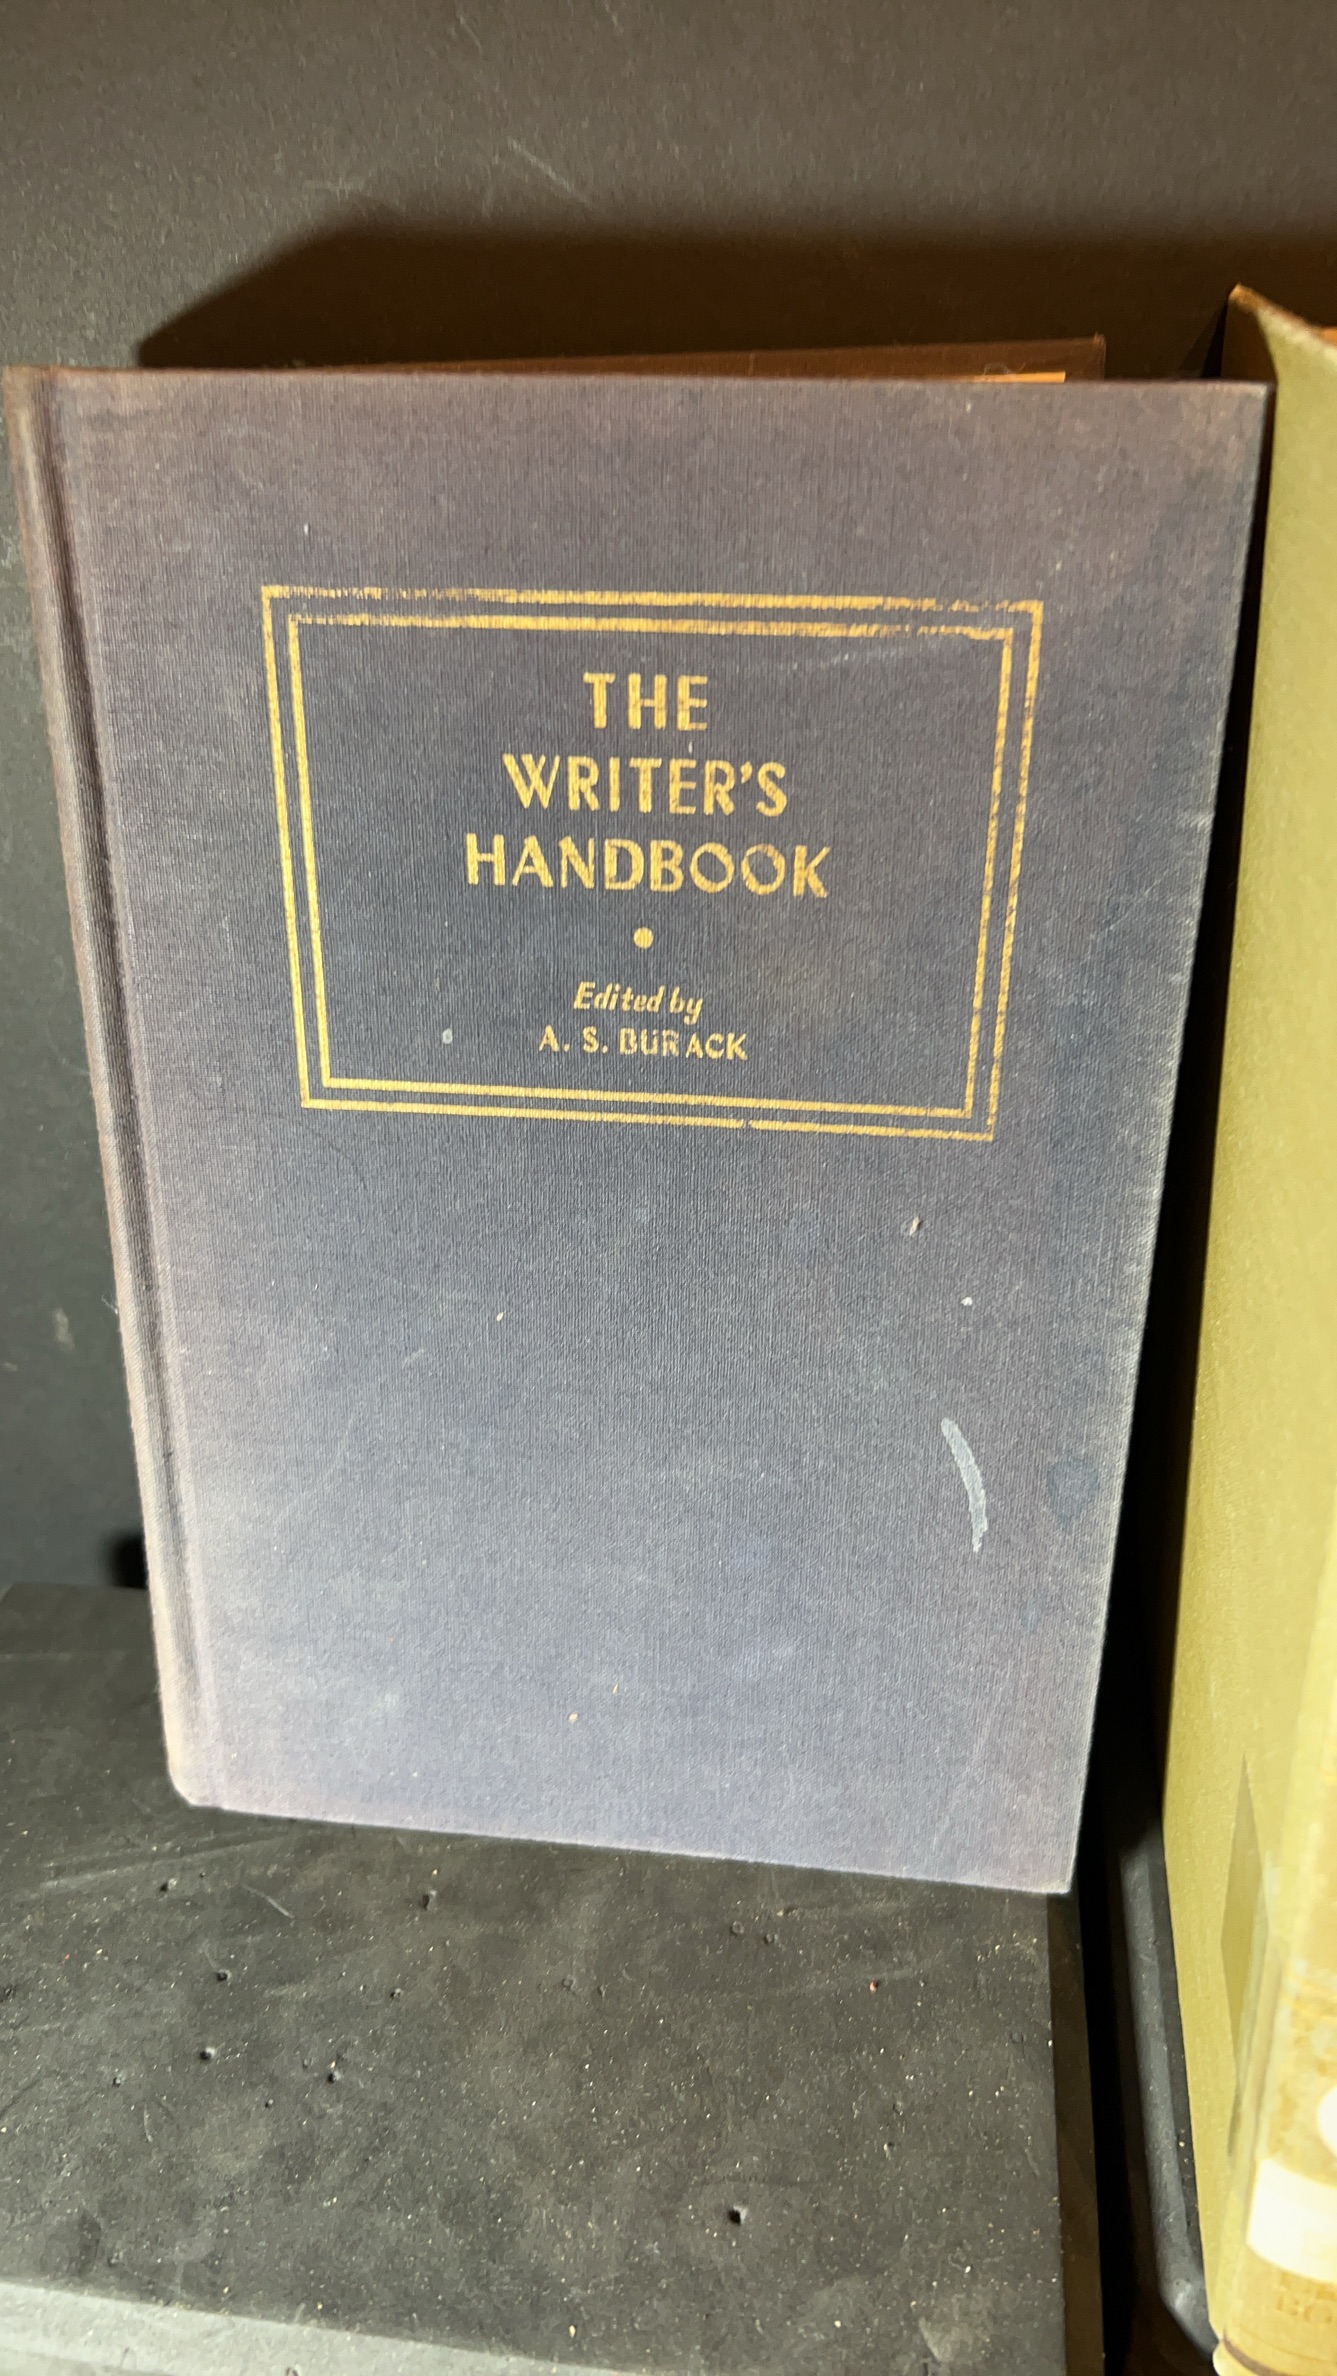 THE
WRITER'S
HANDBOOK
•
Edited by
A. S. BURACK